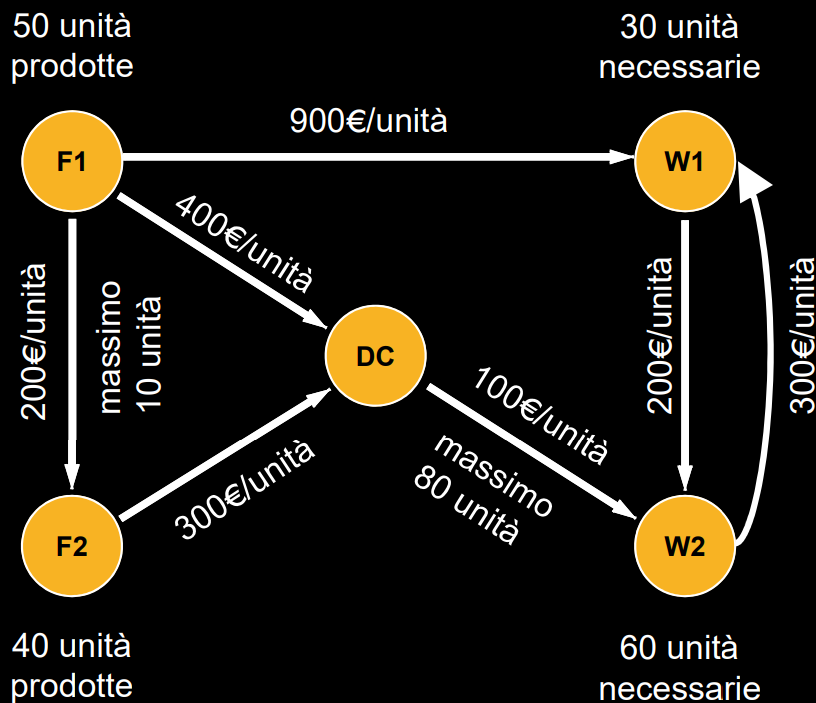 50 unità
prodotte
30 unità
necessarie
900€/unità
F1
W1
400€/unità
200€/unità
massimo
10 unità
DC
200€/unità
300€/unità
100€/unità
massimo
80 unità
300€/unità
F2
W2
40 unità
prodotte
60 unità
necessarie